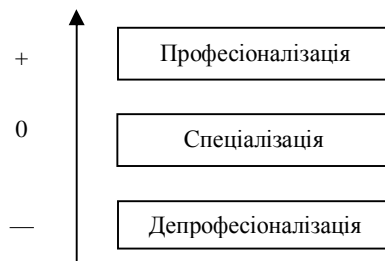 + Професіоналізація
0 Спеціалізація
— Депрофесіоналізація